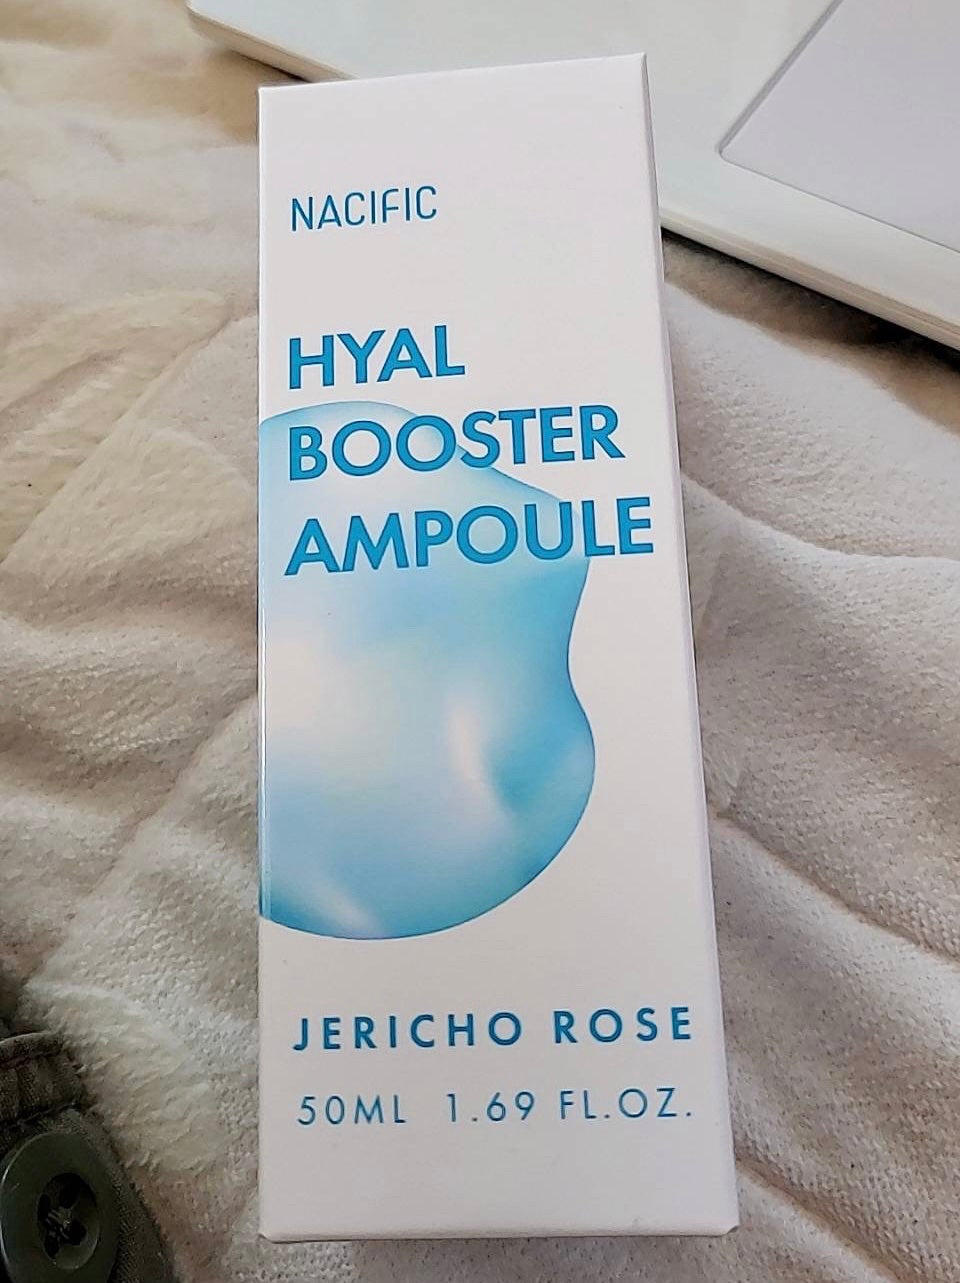 NACIFIC
HYAL
BOOSTER
AMPOULE
JERICHO ROSE
50ML 1.69 FL.OZ.